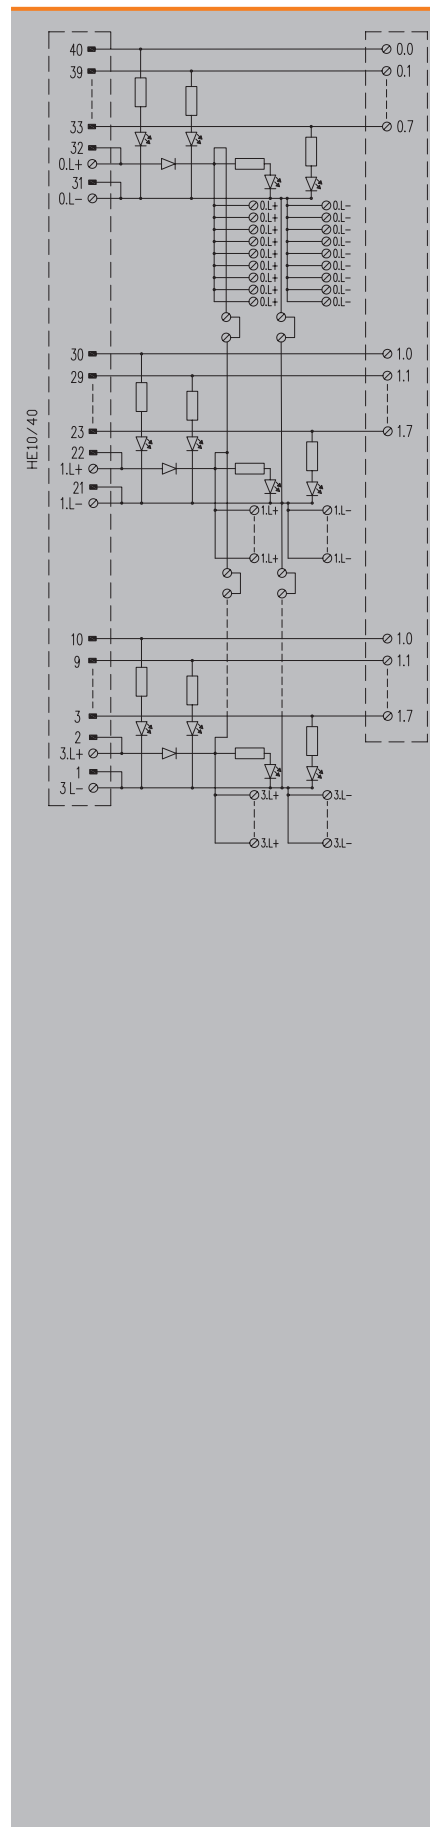 40 0.0
39 0.1
33 0.7
32
0.L+
31
0.L-
0.L+ 0.L-
0.L+ 0.L-
0.L+ 0.L-
0.L+ 0.L-
0.L+ 0.L-
0.L+ 0.L-
0.L+ 0.L-
0.L+ 0.L-
0.L+ 0.L-
30 1.0
29 1.1
HE10/40
23 1.7
22
1.L+
21
1.L-
1.L+ 1.L-
1.L+ 1.L-
10 1.0
9 1.1
3 1.7
2
3.L+
1
3 L-
3.L+ 3.L-
3.L+ 3.L-